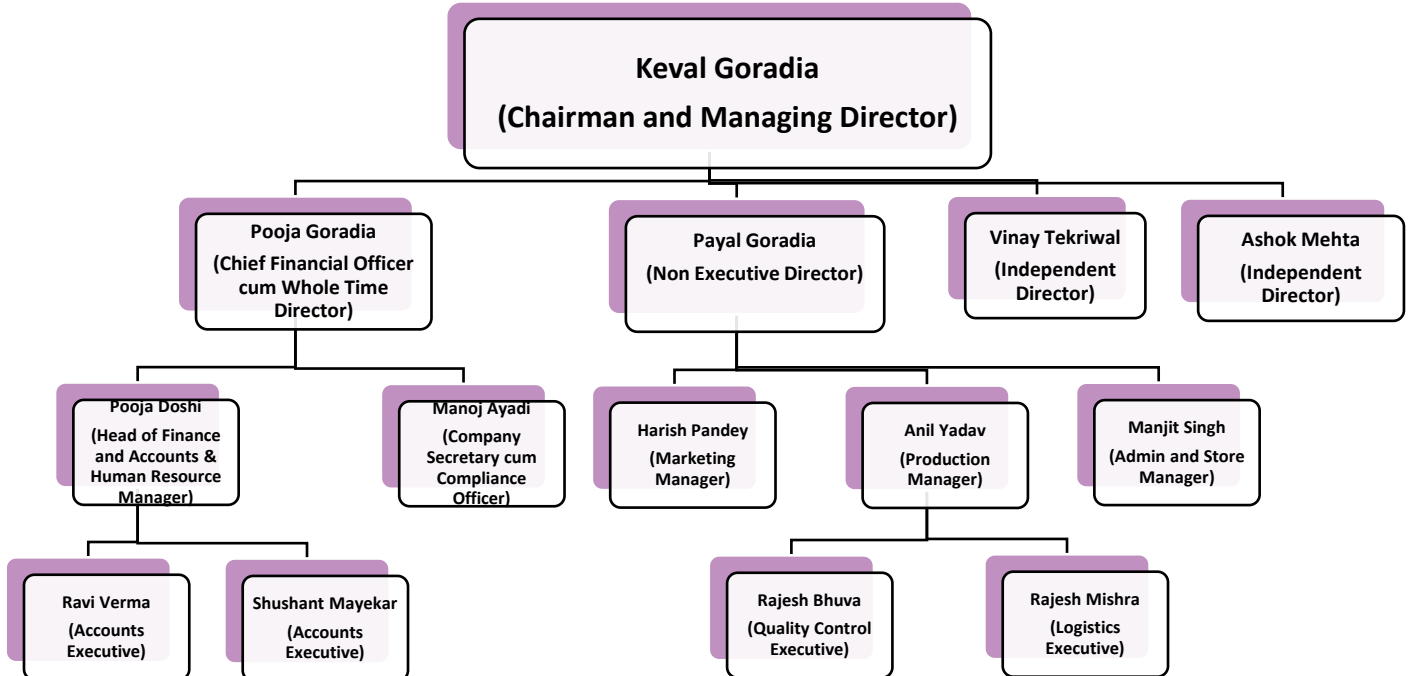 Keval Goradia
(Chairman and Managing Director)
Pooja Goradia
(Chief Financial Officer
cum Whole Time
Director)
Payal Goradia
(Non Executive Director)
Vinay Tekriwal
(Independent
Director)
Ashok Mehta
(Independent
Director)
Pooja Doshi
(Head of Finance
and Accounts &
Human Resource
Manager)
Manoj Ayadi
(Company
Secretary cum
Compliance
Officer)
Harish Pandey
(Marketing
Manager)
Anil Yadav
(Production
Manager)
Manjit Singh
(Admin and Store
Manager)
Ravi Verma
(Accounts
Executive)
Shushant Mayekar
(Accounts
Executive)
Rajesh Bhuva
(Quality Control
Executive)
Rajesh Mishra
(Logistics
Executive)